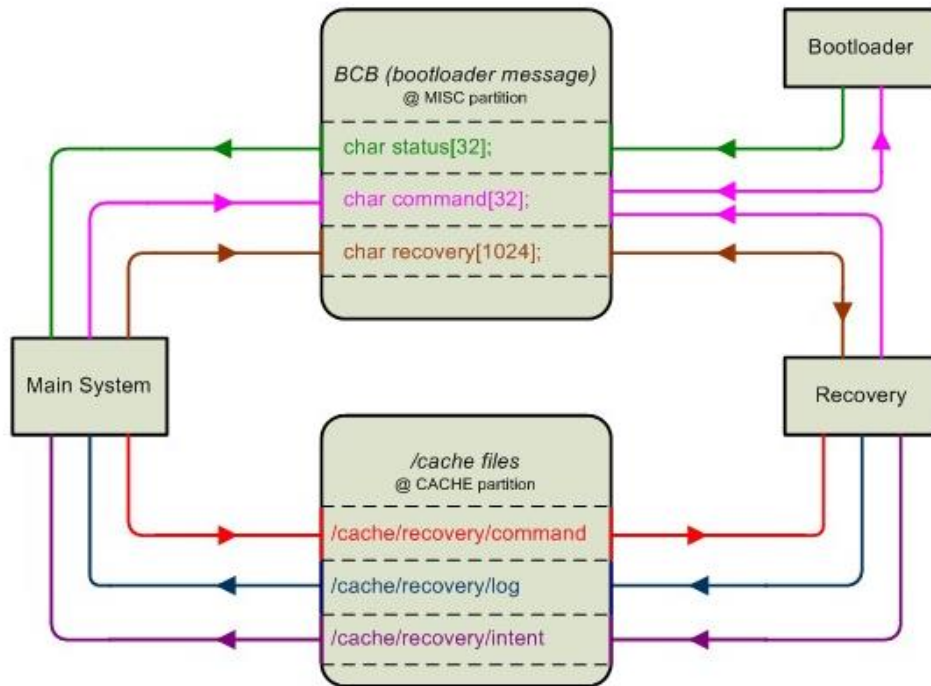 BCB (bootloader message)
@ MISC partition
Bootloader
char status[32];
char command[32];
char recovery[1024];
Main System
Recovery
/cache files
@ CACHE partition
/cache/recovery/command
/cache/recovery/log
/cache/recovery/intent